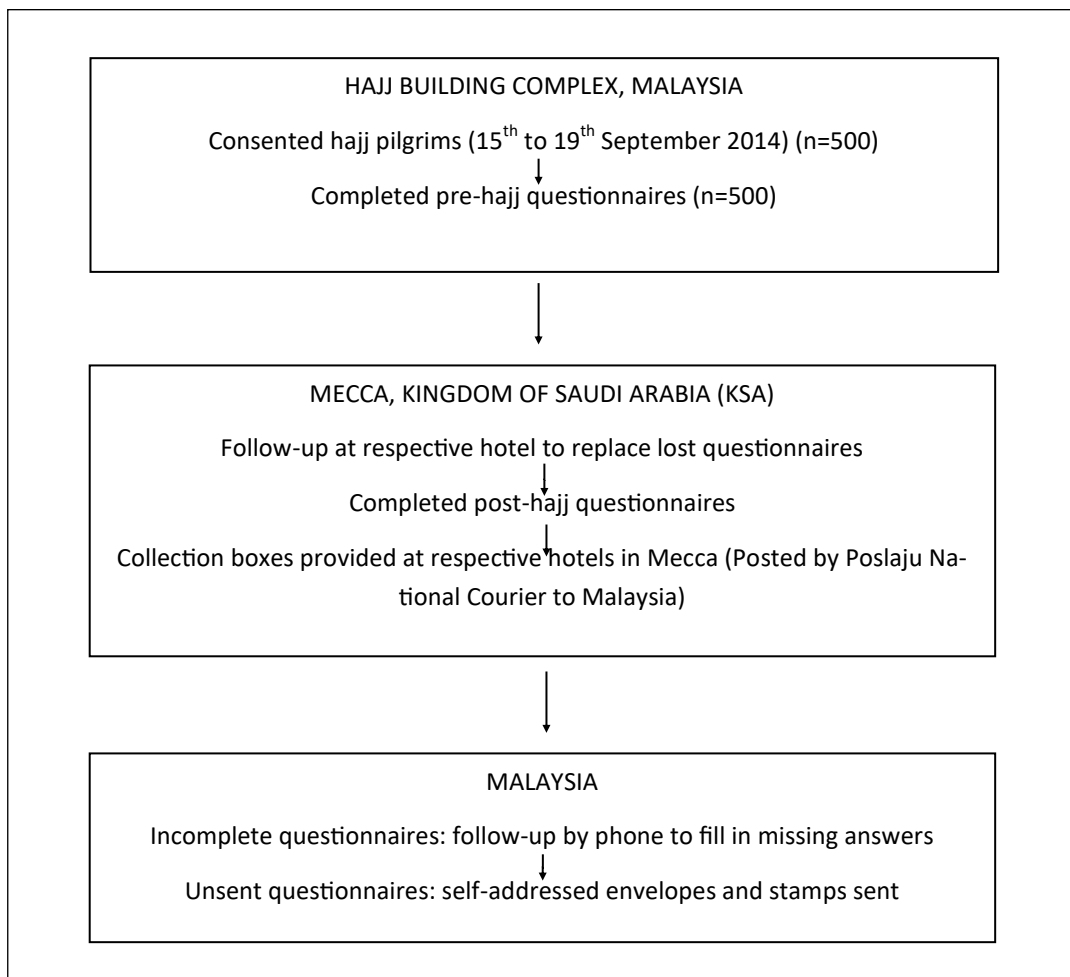 HAJJ BUILDING COMPLEX, MALAYSIA
Consented hajj pilgrims (15th to 19th September 2014) (n=500)
Completed pre-hajj questionnaires (n=500)
MECCA, KINGDOM OF SAUDI ARABIA (KSA)
Follow-up at respective hotel to replace lost questionnaires
Completed post-hajj questionnaires
Collection boxes provided at respective hotels in Mecca (Posted by Poslaju Na-
tional Courier to Malaysia)
MALAYSIA
Incomplete questionnaires: follow-up by phone to fill in missing answers
Unsent questionnaires: self-addressed envelopes and stamps sent